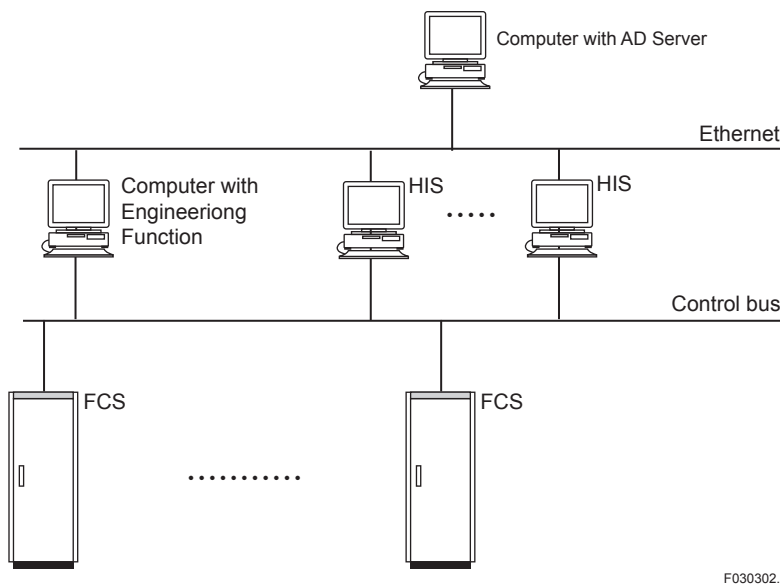 Computer with AD Server
Ethernet
Computer with
Engineeriong
Function
HIS
HIS
Control bus
FCS
FCS
F030302.